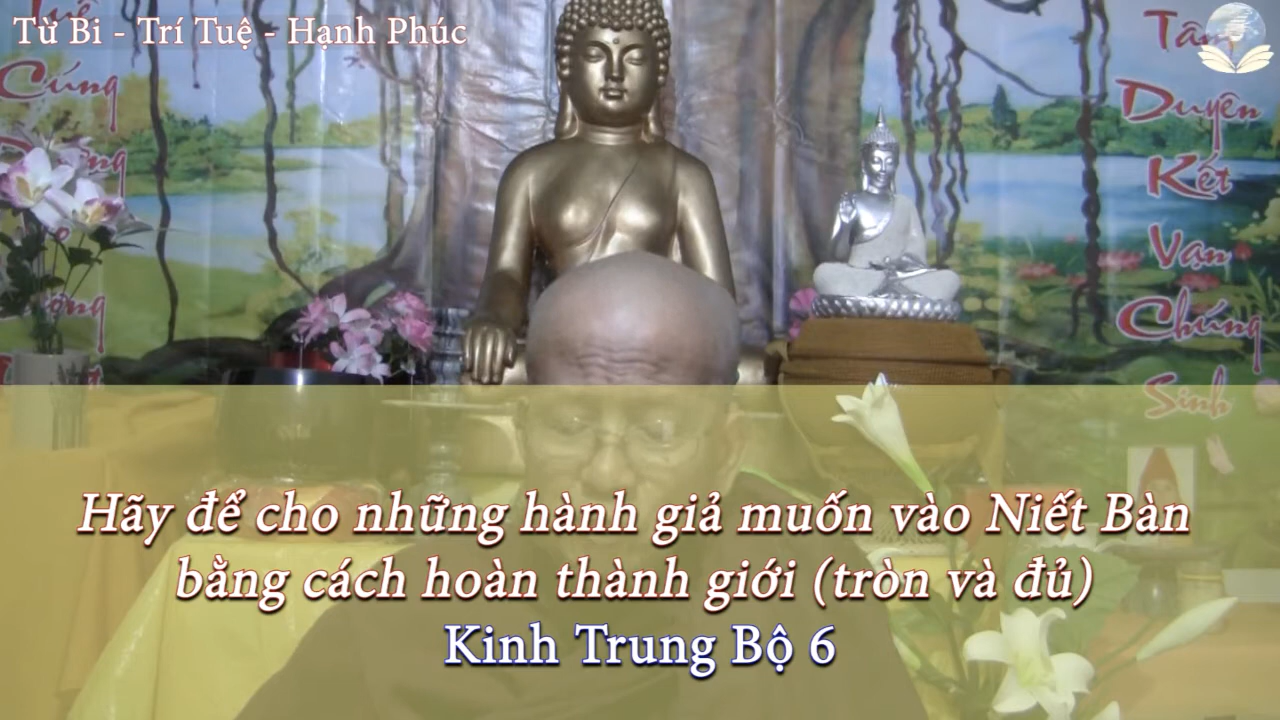 Từ Bi - Trí Tuệ - Hạnh Phúc
Cúng
Tâm
Duyên
Kết
Vạn
Chúng
Sinh
Hãy để cho những hành giả muốn vào Niết Bàn
bằng cách hoàn thành giới (tròn và đủ)
Kinh Trung Bộ 6